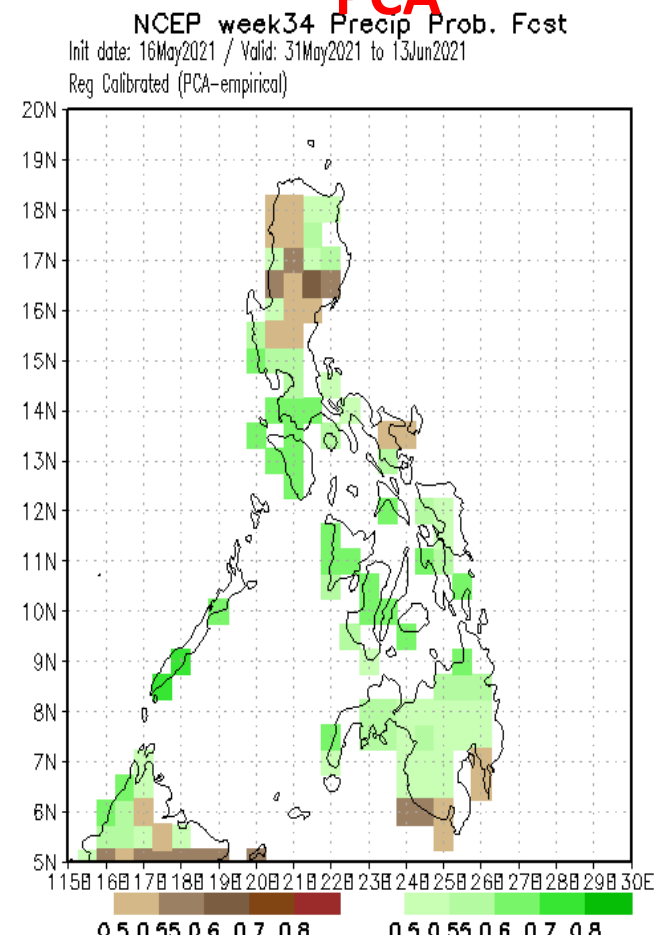 PCA
NCEP week34 Precip Prob. Fcst
Init date: 16May2021 / Valid: 31May2021 to 13Jun2021
Reg Calibrated (PCA-empirical)
20N
19N
18N
17N
16N
15N
14N
13N
12N
11N
10N
9N
8N
7N
6N
5N
115E 116E 117E 118E 119E 120E 121E 122E 123E 124E 125E 126E 127E 128E 129E 130E
0.5 0.55 0.6 0.7 0.8 0.5 0.55 0.6 0.7 0.8